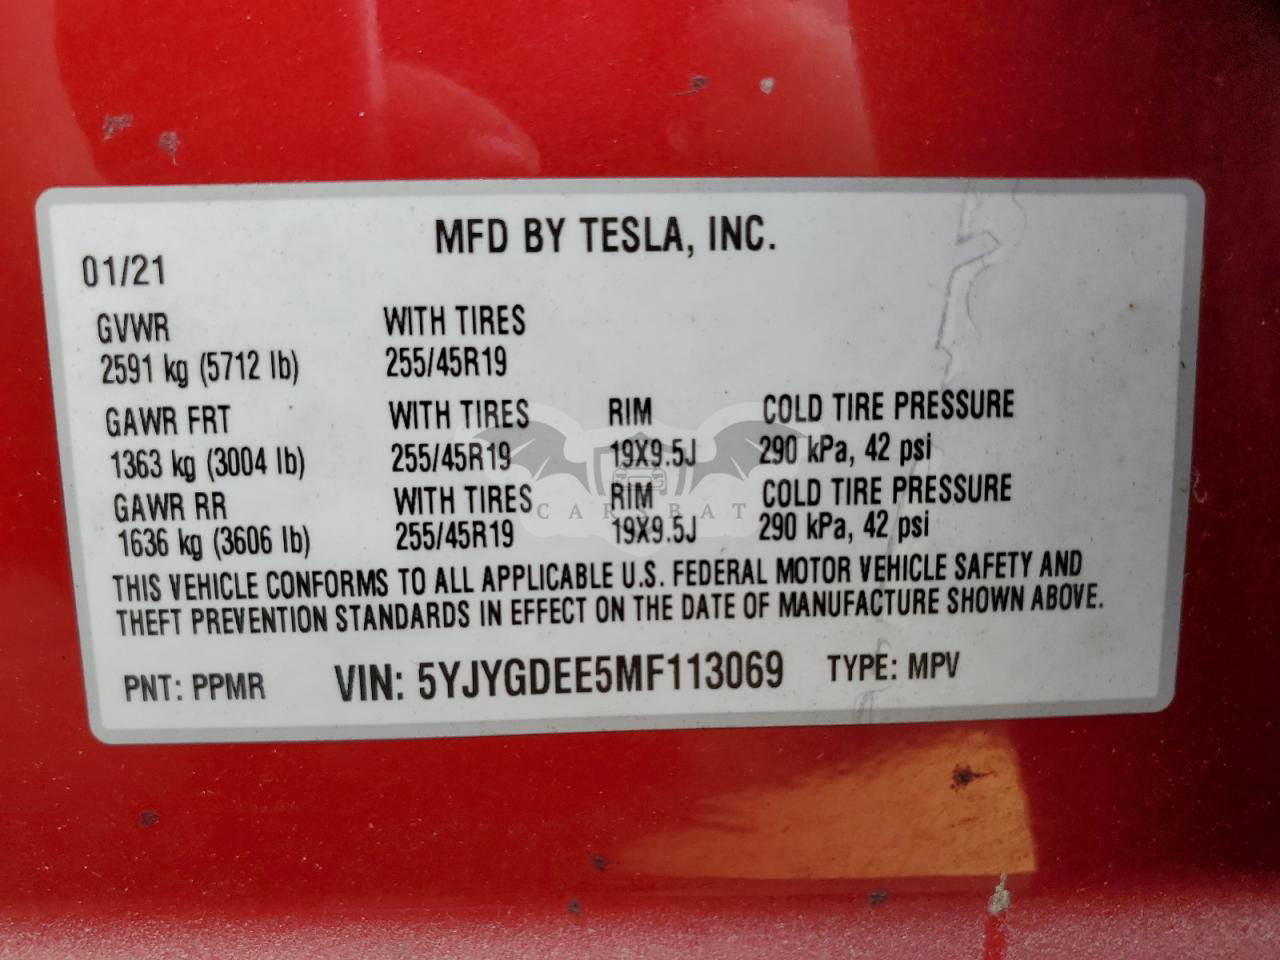 MFD BY TESLA, INC.
01/21
GVWR WITH TIRES
2591 kg (5712 lb) 255/45R19
GAWR FRT WITH TIRES RIM COLD TIRE PRESSURE
1363 kg (3004 lb) 255/45R19 19X9.5J 290 kPa, 42 psi
GAWR RR WITH TIRES RIM COLD TIRE PRESSURE
1636 kg (3606 lb) 255/45R19 19X9.5J 290 kPa, 42 psi
CARSBAT
THIS VEHICLE CONFORMS TO ALL APPLICABLE U.S. FEDERAL MOTOR VEHICLE SAFETY AND
THEFT PREVENTION STANDARDS IN EFFECT ON THE DATE OF MANUFACTURE SHOWN ABOVE.
PNT: PPMR VIN: 5YJYGDEE5MF113069 TYPE: MPV